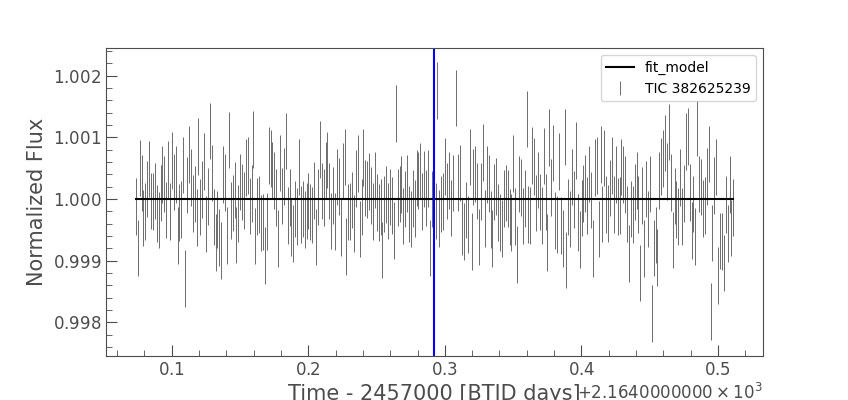 fit_model
TIC 382625239
Normalized Flux
1.002
1.001
1.000
0.999
0.998
0.1
0.2
0.3
0.4
0.5
Time - 2457000 [BTJD days]
+2.1640000000 × 10³